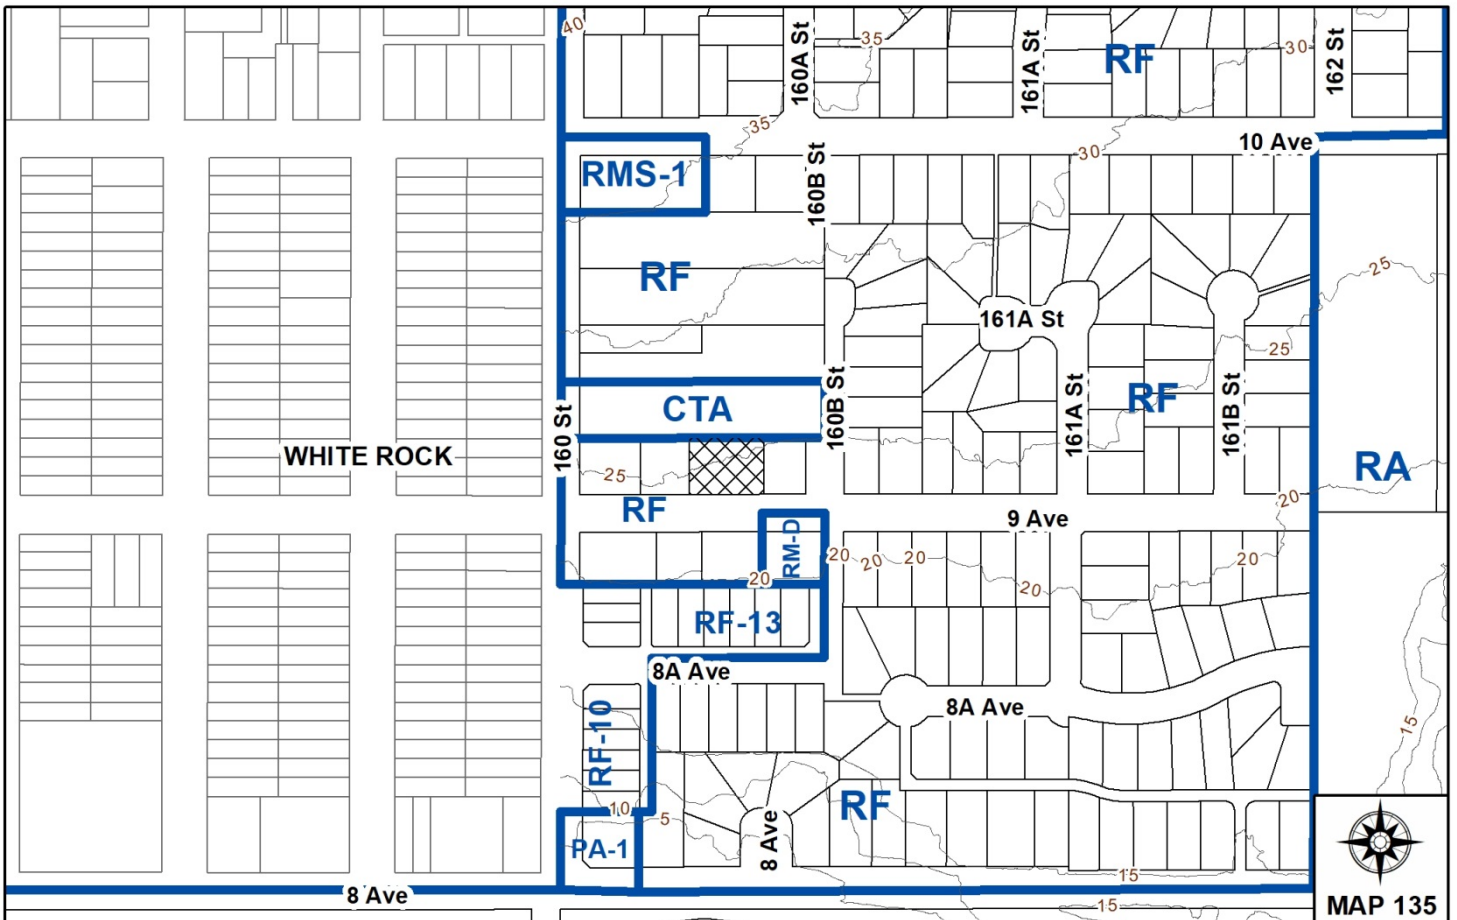 40
160A St
35
161A St
RF
30
162 St
35
10 Ave
30
RMS-1
160B St
RF
25
161A St
25
CTA
160B St
161A St
RF
161B St
160 St
WHITE ROCK
25
RA
RF
20
9 Ave
RM-D
20
20
20
20
20
20
RF-13
8A Ave
RF-10
8A Ave
15
10
5
RF
8 Ave
PA-1
15
8 Ave
15
MAP 135